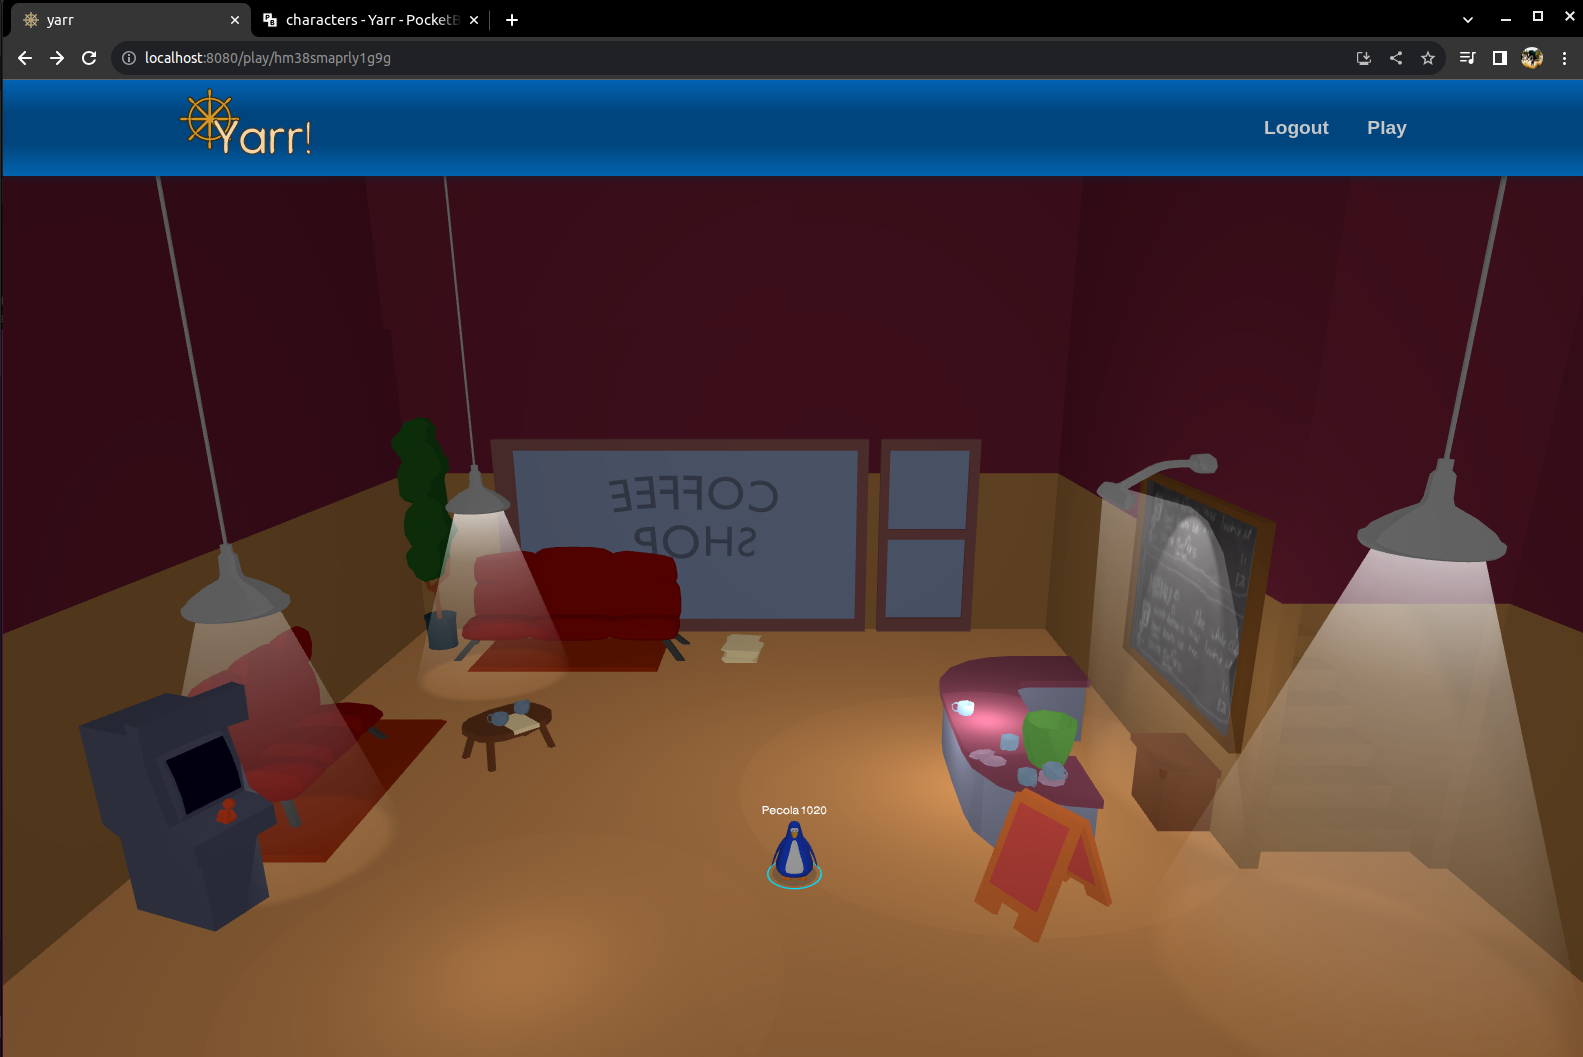 yarr
characters - Yarr - PocketB
localhost:8080/play/hm38smaprly1g9g
Yarr!
Logout
Play
COFFEE
SHOP
Pecola1020